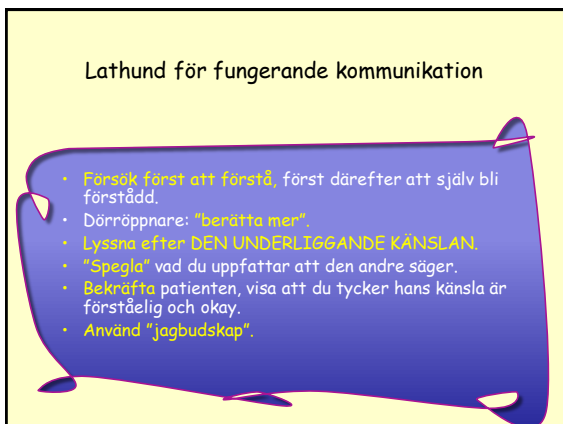 Lathund för fungerande kommunikation
• Försök först att förstå, först därefter att själv bli
förstådd.
• Dörröppnare: ”berätta mer”.
• Lyssna efter DEN UNDERLIGGANDE KÄNSLAN.
• ”Spegla” vad du uppfattar att den andre säger.
• Bekräfta patienten, visa att du tycker hans känsla är
förståelig och okay.
• Använd ”jagbudskap”.